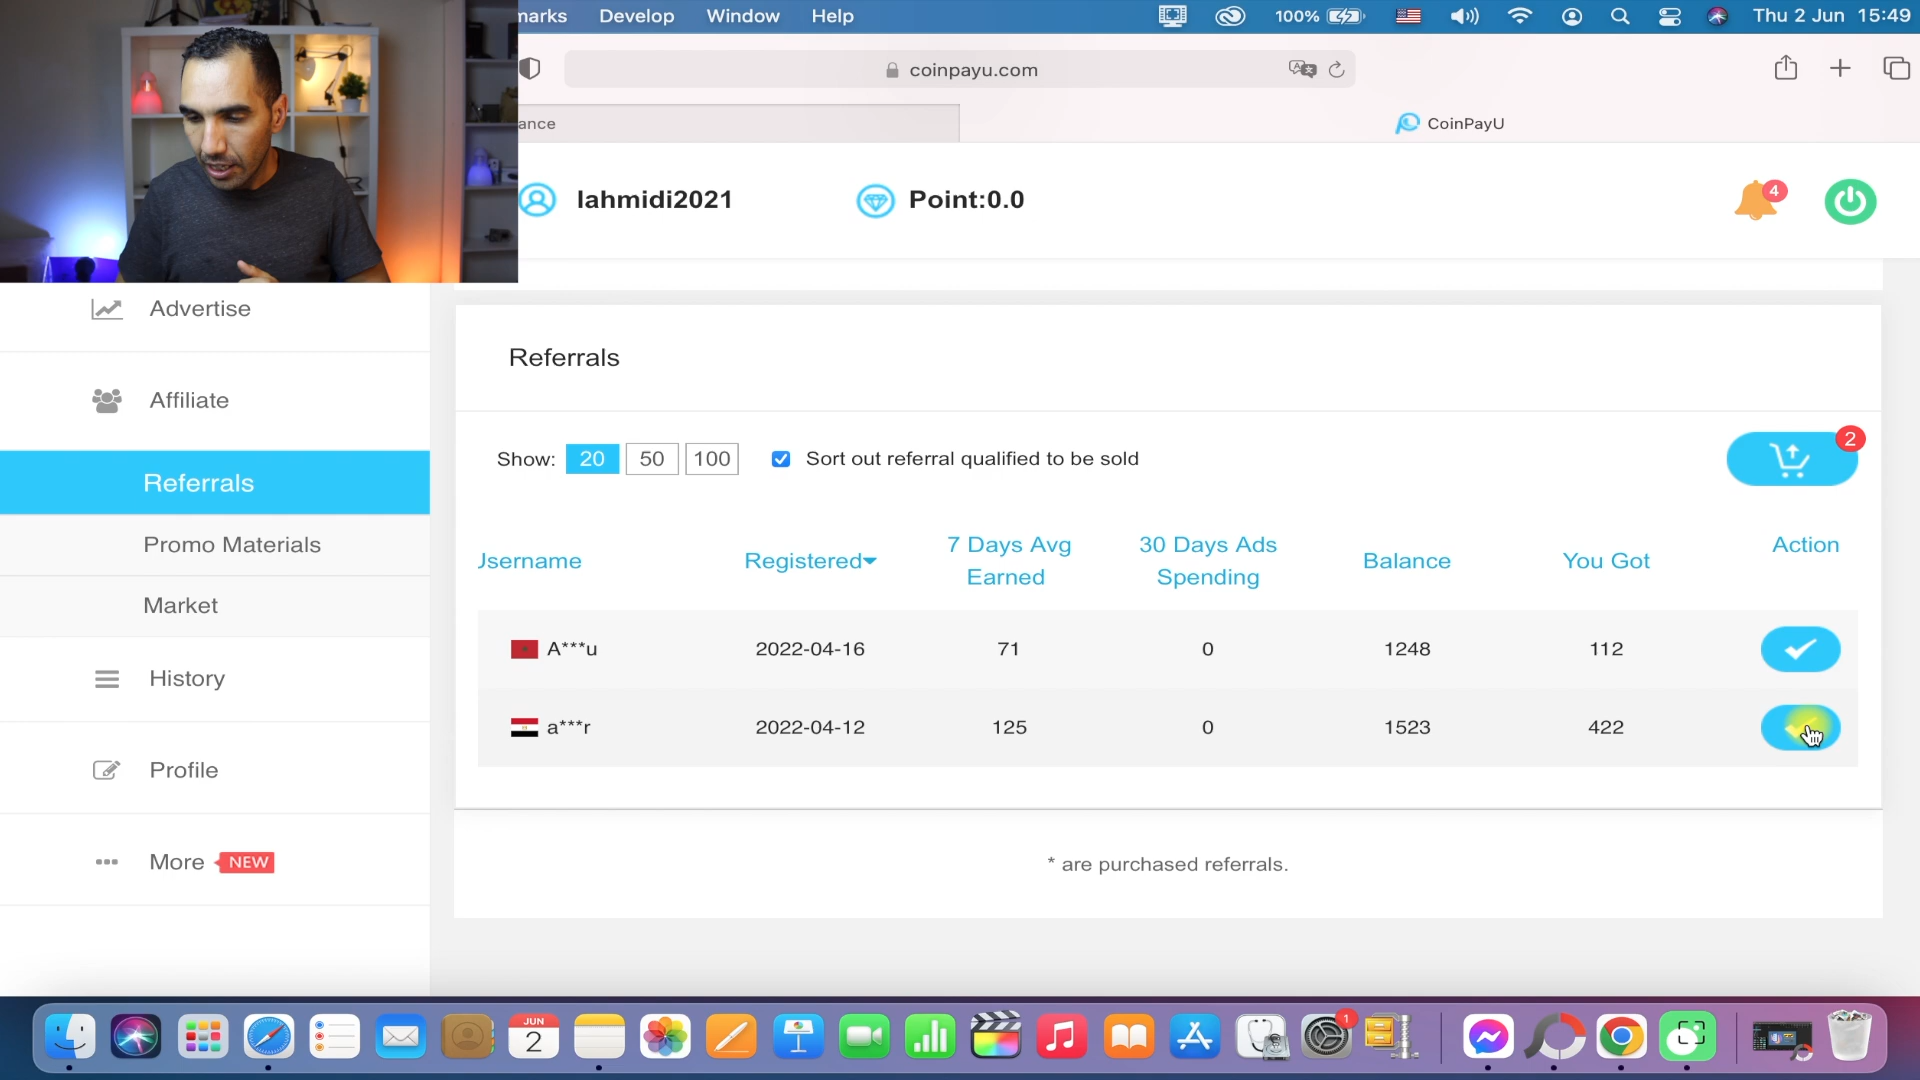 marks Develop Window Help 100% Thu 2 Jun 15:49
coinpayu.com
ance CoinPayU
lahmidi2021 Point:0.0 4
Advertise
Referrals
Affiliate
Show: 20 50 100 Sort out referral qualified to be sold 2
Referrals
Promo Materials
Market
History
Profile
More NEW
Username Registered 7 Days Avg Earned 30 Days Ads Spending Balance You Got Action
A***u 2022-04-16 71 0 1248 112
a***r 2022-04-12 125 0 1523 422
* are purchased referrals.
JUN
2
1